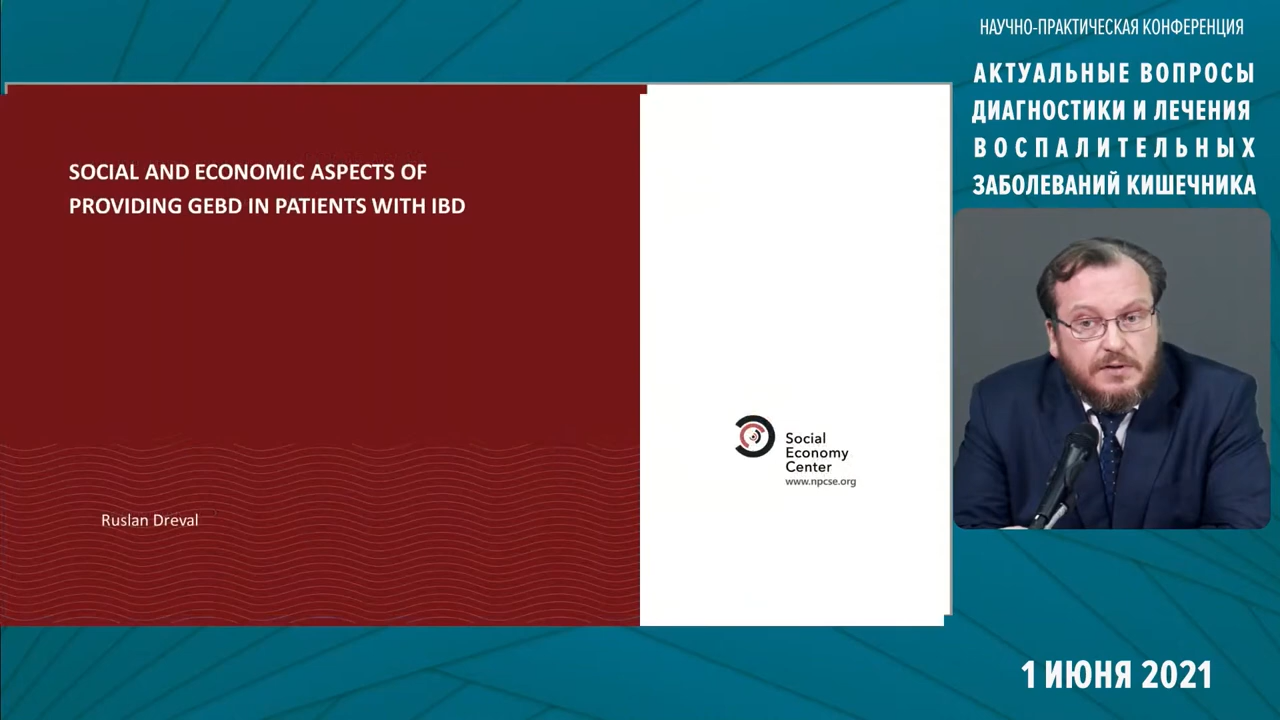 НАУЧНО-ПРАКТИЧЕСКАЯ КОНФЕРЕНЦИЯ
АКТУАЛЬНЫЕ ВОПРОСЫ
ДИАГНОСТИКИ И ЛЕЧЕНИЯ
ВОСПАЛИТЕЛЬНЫХ
ЗАБОЛЕВАНИЙ КИШЕЧНИКА
SOCIAL AND ECONOMIC ASPECTS OF
PROVIDING GEBD IN PATIENTS WITH IBD
Social
Economy
Center
www.npcse.org
Ruslan Dreval
1 ИЮНЯ 2021